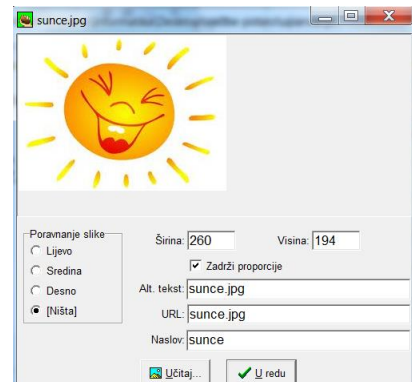 sunce.jpg
Poravnanje slike
Lijevo
Sredina
Desno
[Ništa]
Širina: 260 Visina: 194
Zadrži proporcije
Alt. tekst: sunce.jpg
URL: sunce.jpg
Naslov: sunce
Učitaj... U redu